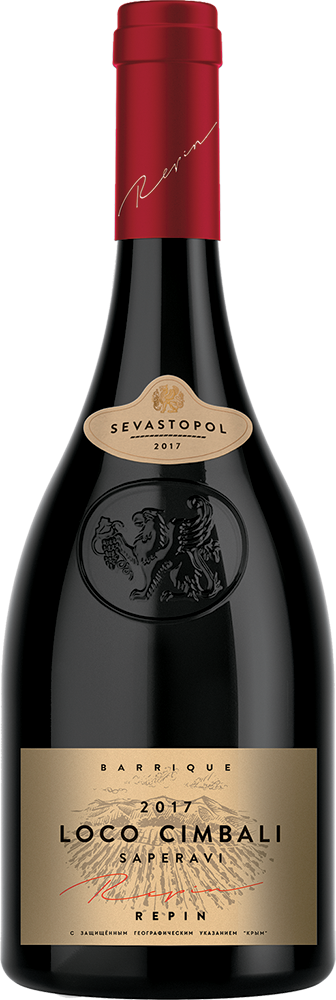 Repin
SEVASTOPOL
2017
BARRIQUE
2017
LOCO CIMBALI
SAPERAVI
Repin
REPIN
С ЗАЩИЩЁННЫМ ГЕОГРАФИЧЕСКИМ УКАЗАНИЕМ "КРЫМ"